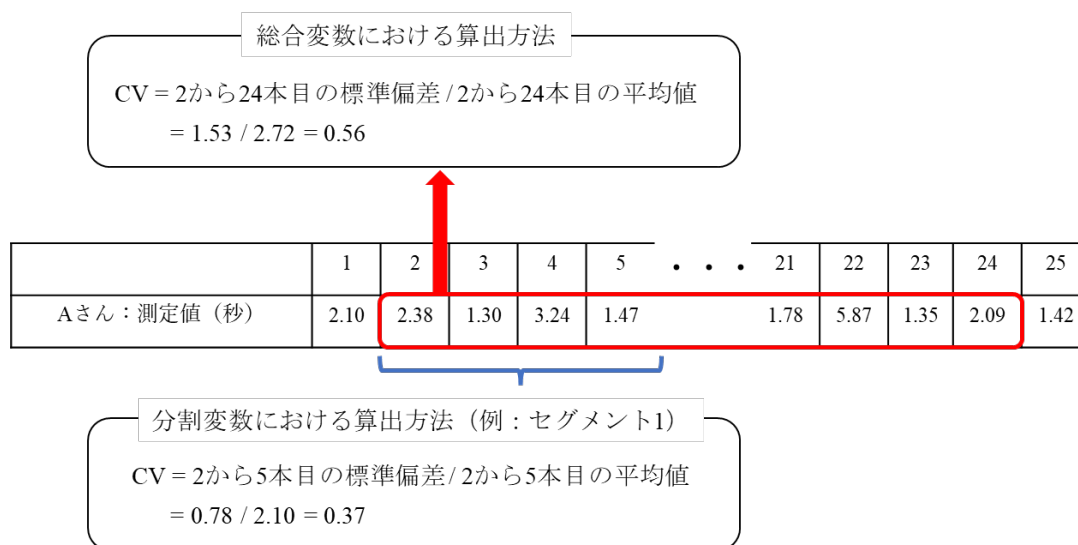 総合変数における算出方法
CV = 2から24本目の標準偏差 / 2から24本目の平均値
= 1.53 / 2.72 = 0.56
1 2 3 4 5 ・・・ 21 22 23 24 25
Aさん：測定値（秒） 2.10 2.38 1.30 3.24 1.47 1.78 5.87 1.35 2.09 1.42
分割変数における算出方法（例：セグメント1）
CV = 2から5本目の標準偏差 / 2から5本目の平均値
= 0.78 / 2.10 = 0.37